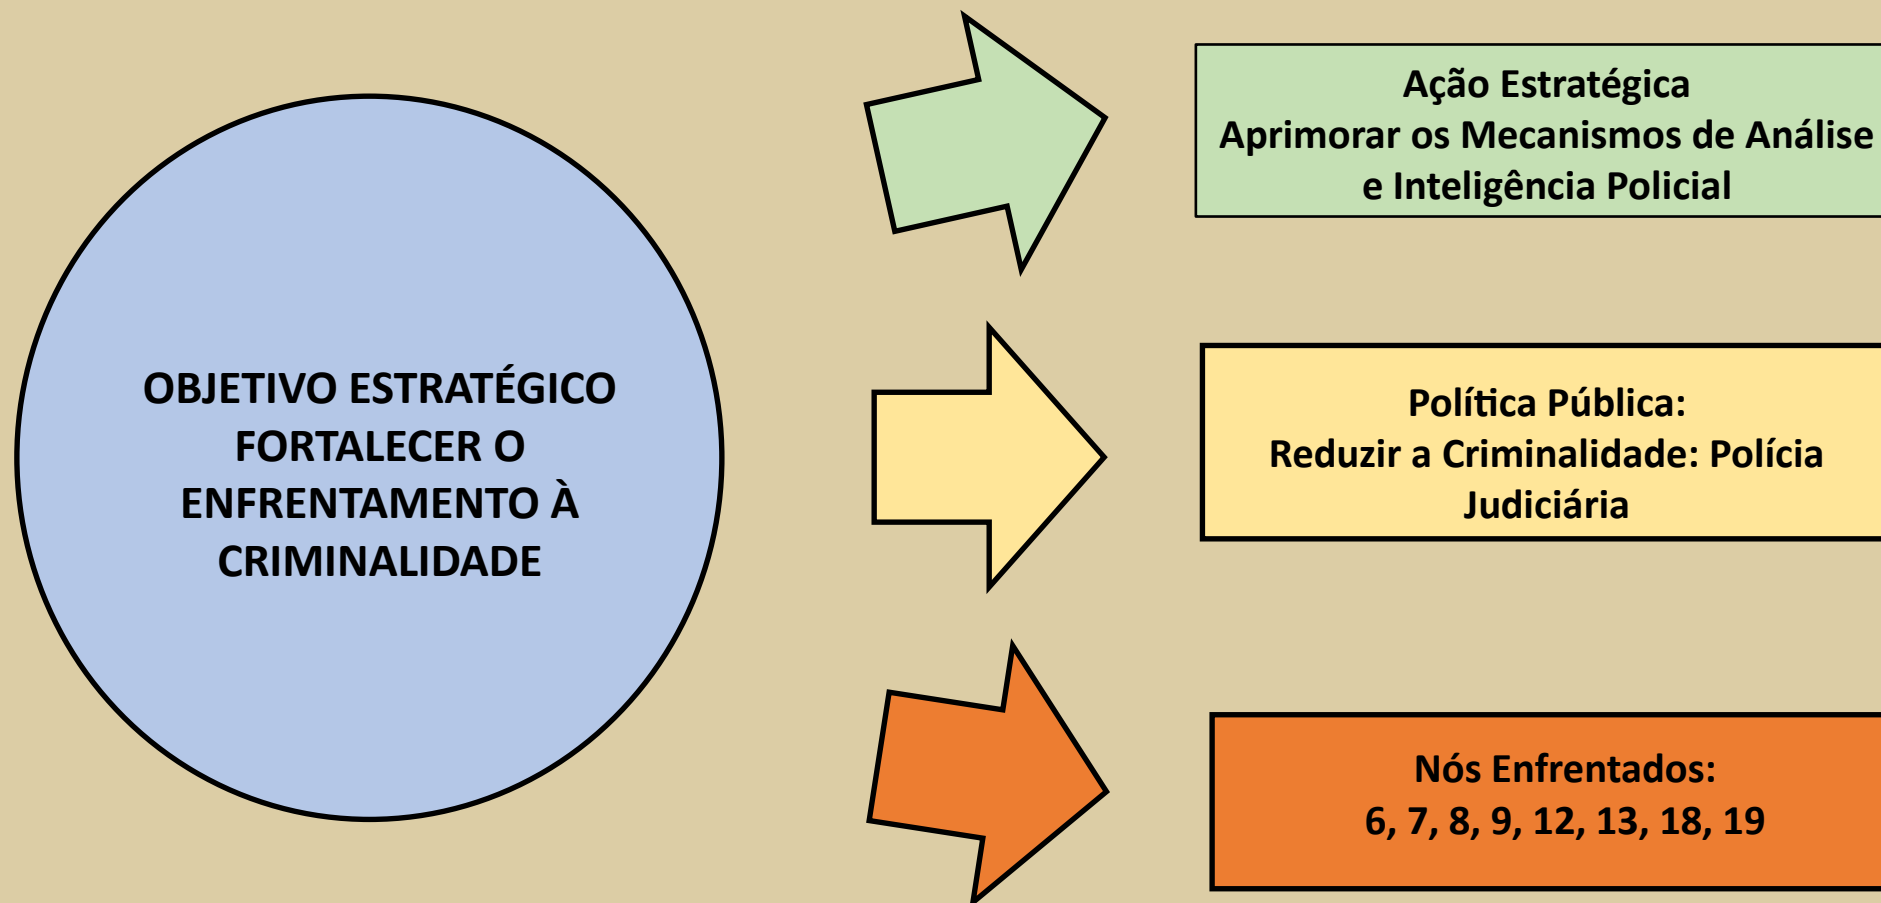 OBJETIVO ESTRATÉGICO
FORTALECER O
ENFRENTAMENTO À
CRIMINALIDADE
Ação Estratégica
Aprimorar os Mecanismos de Análise
e Inteligência Policial
Política Pública:
Reduzir a Criminalidade: Polícia
Judiciária
Nós Enfrentados:
6, 7, 8, 9, 12, 13, 18, 19